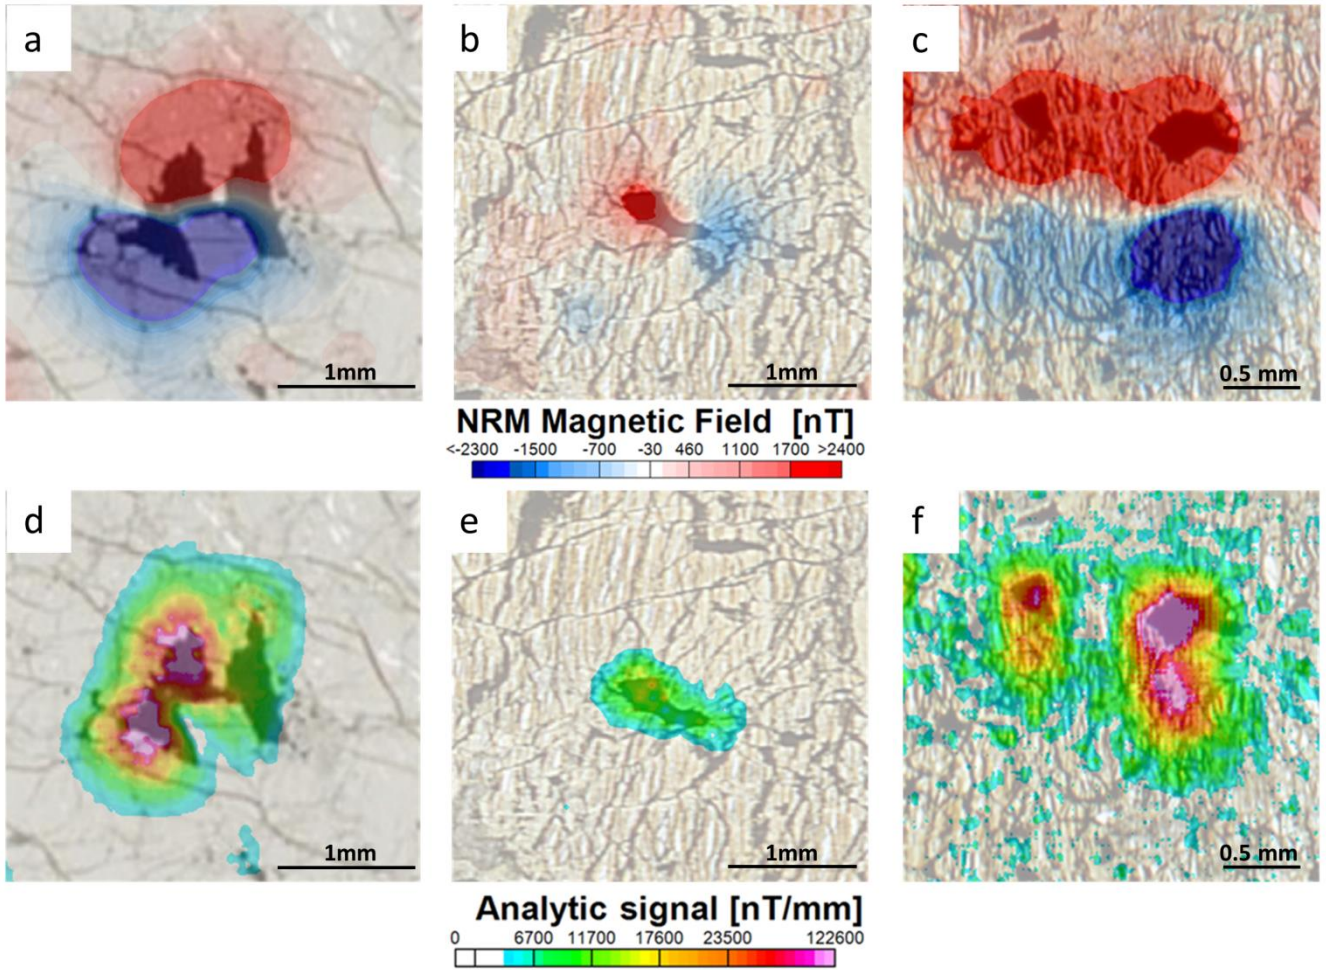 a
b
c
1mm
1mm
0.5 mm
NRM Magnetic Field [nT]
<-2300 -1500 -700 -30 460 1100 1700 >2400
d
e
f
1mm
1mm
0.5 mm
Analytic signal [nT/mm]
0 6700 11700 17600 23500 122600